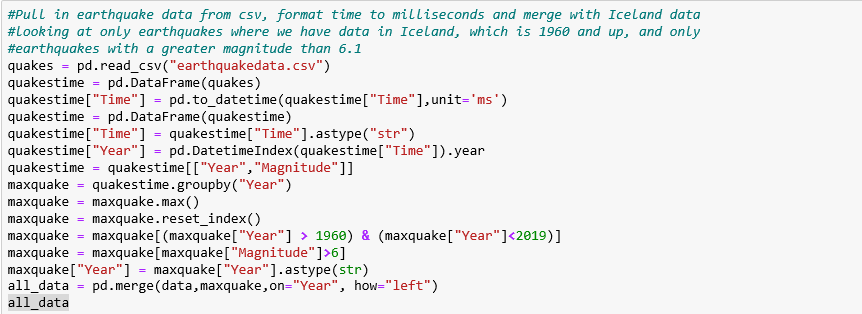 #Pull in earthquake data from csv, format time to milliseconds and merge with Iceland data
#looking at only earthquakes where we have data in Iceland, which is 1960 and up, and only
#earthquakes with a greater magnitude than 6.1
quakes = pd.read_csv("earthquakedata.csv")
quakestime = pd.DataFrame(quakes)
quakestime["Time"] = pd.to_datetime(quakestime["Time"],unit='ms')
quakestime = pd.DataFrame(quakestime)
quakestime["Time"] = quakestime["Time"].astype("str")
quakestime["Year"] = pd.DatetimeIndex(quakestime["Time"]).year
quakestime = quakestime[["Year","Magnitude"]]
maxquake = quakestime.groupby("Year")
maxquake = maxquake.max()
maxquake = maxquake.reset_index()
maxquake = maxquake[(maxquake["Year"] > 1960) & (maxquake["Year"]<2019)]
maxquake = maxquake[maxquake["Magnitude"]>6]
maxquake["Year"] = maxquake["Year"].astype(str)
all_data = pd.merge(data,maxquake,on="Year", how="left")
all_data